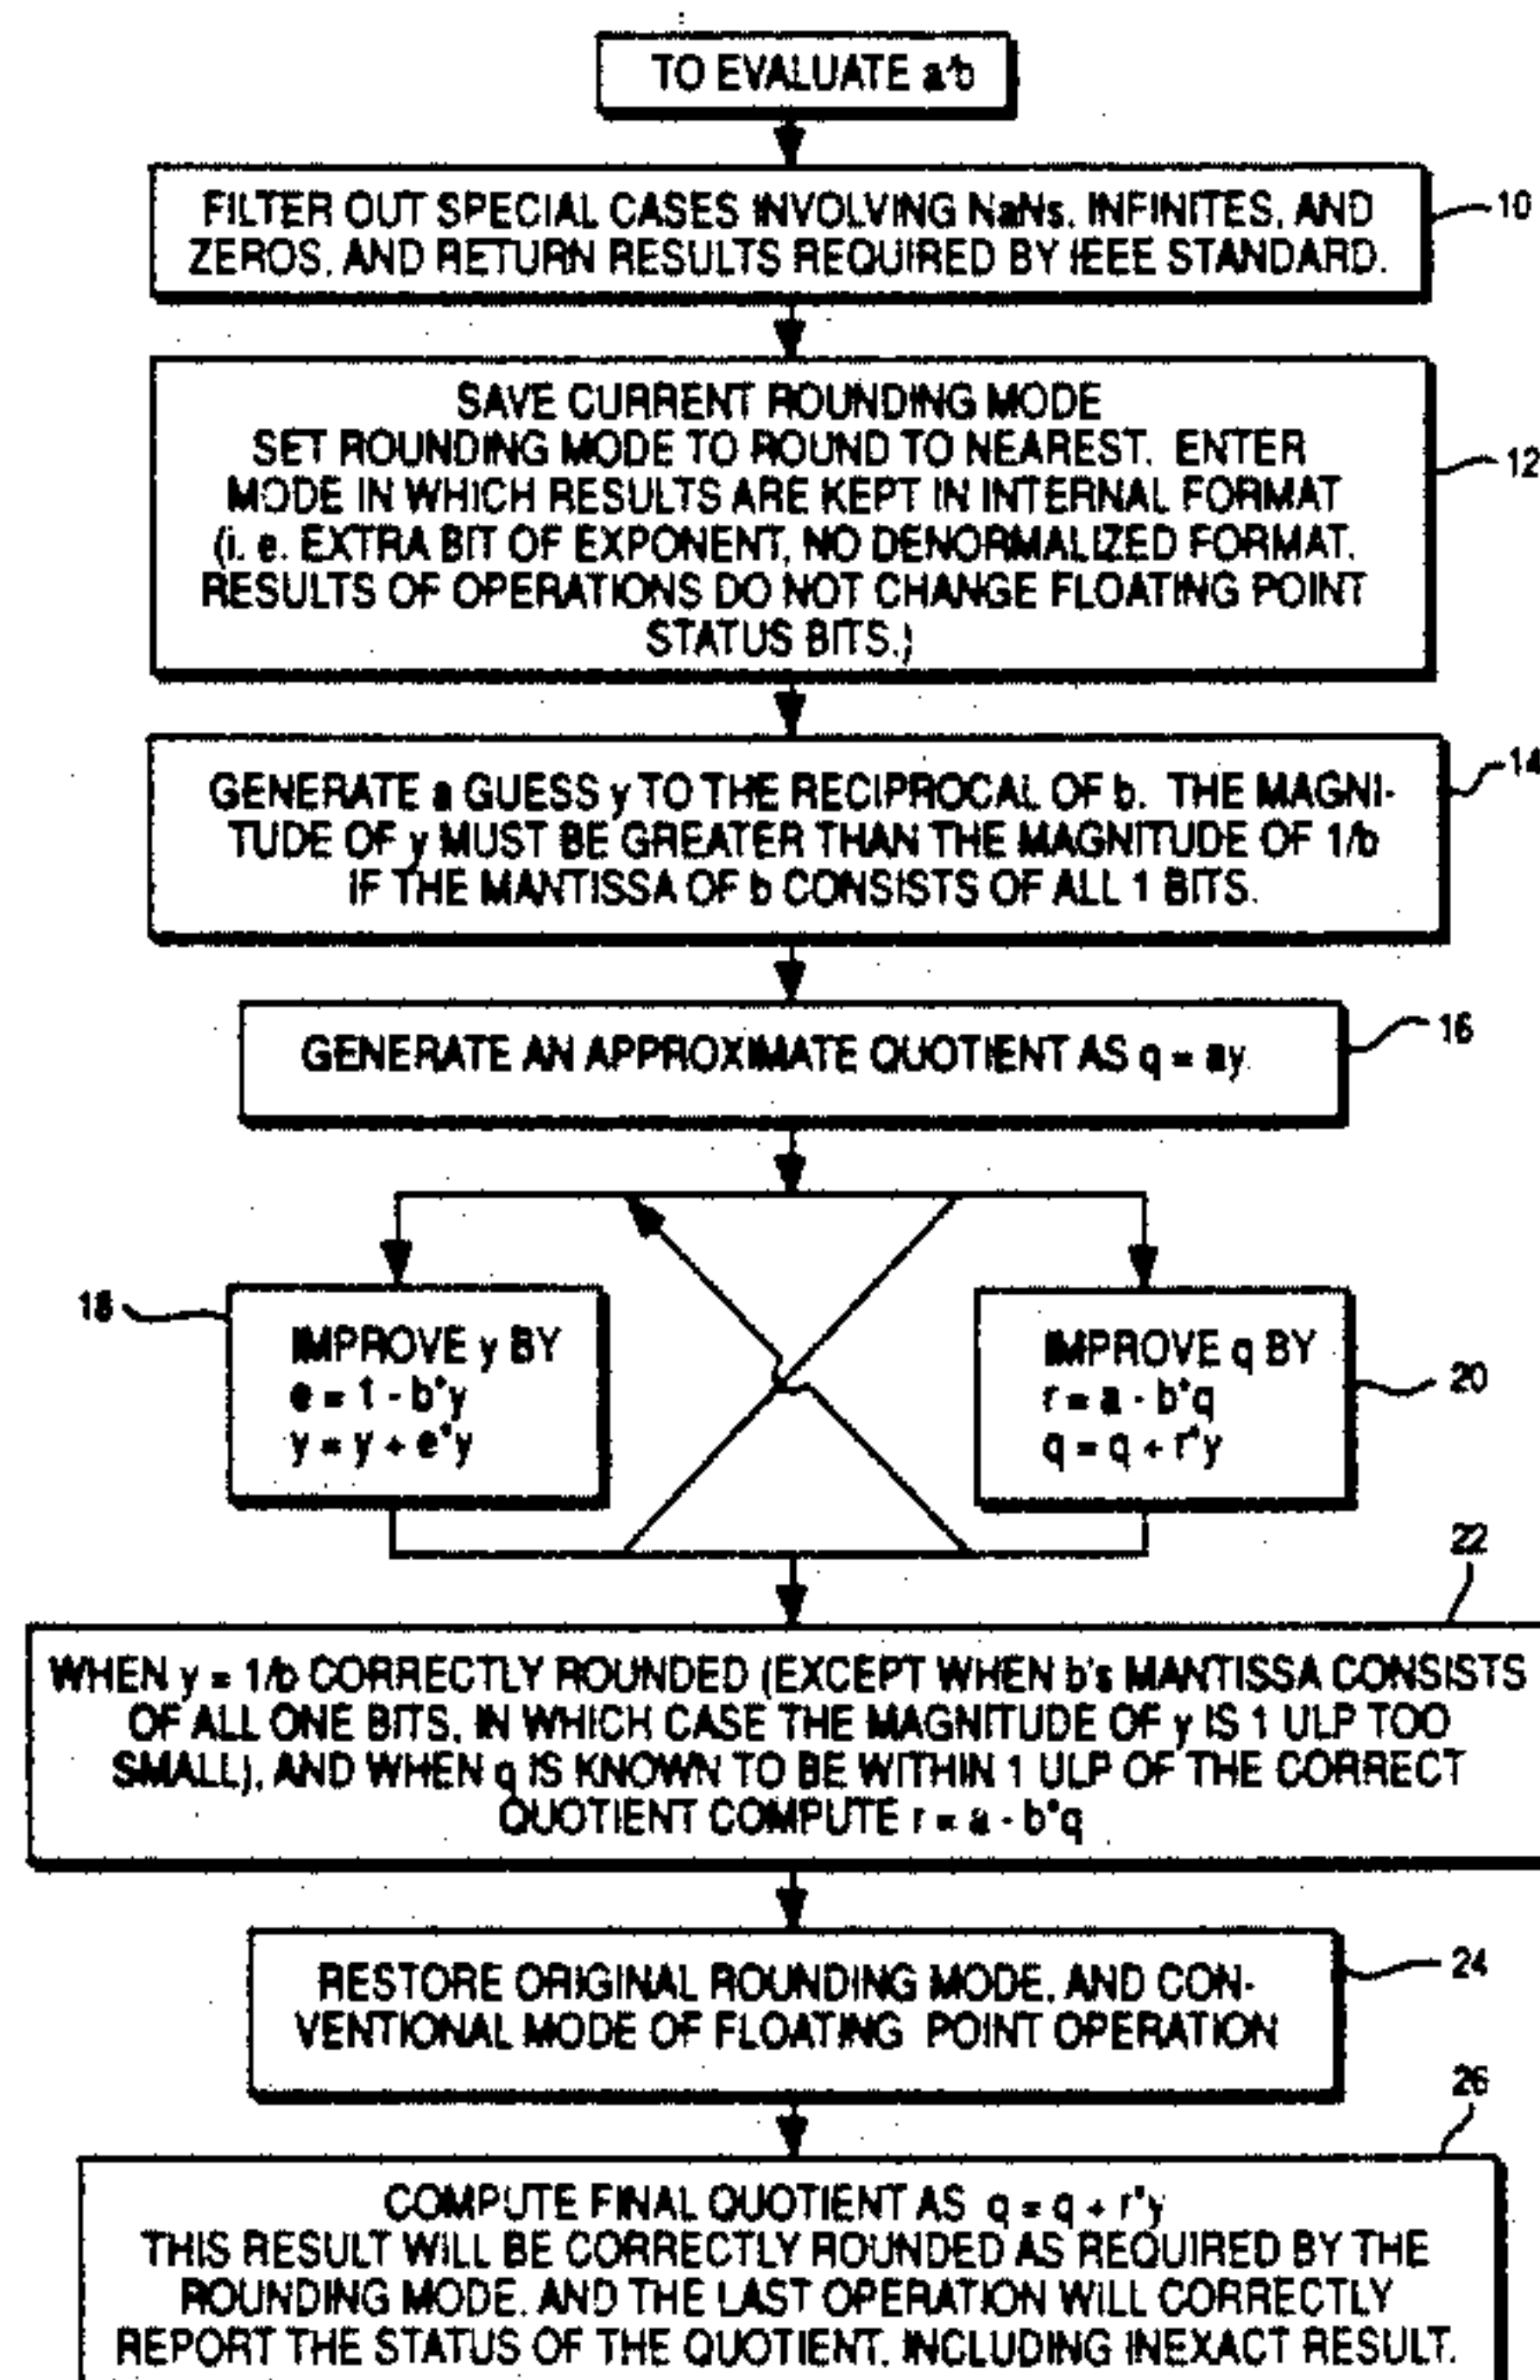 TO EVALUATE a/b
FILTER OUT SPECIAL CASES INVOLVING NaNs, INFINITES, AND
ZEROS, AND RETURN RESULTS REQUIRED BY IEEE STANDARD.
10
SAVE CURRENT ROUNDING MODE
SET ROUNDING MODE TO ROUND TO NEAREST. ENTER
MODE IN WHICH RESULTS ARE KEPT IN INTERNAL FORMAT
(i. e. EXTRA BIT OF EXPONENT, NO DENORMALIZED FORMAT.
RESULTS OF OPERATIONS DO NOT CHANGE FLOATING POINT
STATUS BITS.)
12
GENERATE a GUESS y TO THE RECIPROCAL OF b. THE MAGNI-
TUDE OF y MUST BE GREATER THAN THE MAGNITUDE OF 1/b
IF THE MANTISSA OF b CONSISTS OF ALL 1 BITS.
14
GENERATE AN APPROXIMATE QUOTIENT AS q = ay.
16
18
IMPROVE y BY
e = 1 - b*y
y = y + e*y
IMPROVE q BY
r = a - b*q
q = q + r*y
20
22
WHEN y = 1/b CORRECTLY ROUNDED (EXCEPT WHEN b's MANTISSA CONSISTS
OF ALL ONE BITS, IN WHICH CASE THE MAGNITUDE OF y IS 1 ULP TOO
SMALL), AND WHEN q IS KNOWN TO BE WITHIN 1 ULP OF THE CORRECT
QUOTIENT COMPUTE r = a - b*q
RESTORE ORIGINAL ROUNDING MODE, AND CON-
VENTIONAL MODE OF FLOATING POINT OPERATION
24
26
COMPUTE FINAL QUOTIENT AS q = q + r*y
THIS RESULT WILL BE CORRECTLY ROUNDED AS REQUIRED BY THE
ROUNDING MODE, AND THE LAST OPERATION WILL CORRECTLY
REPORT THE STATUS OF THE QUOTIENT, INCLUDING INEXACT RESULT.